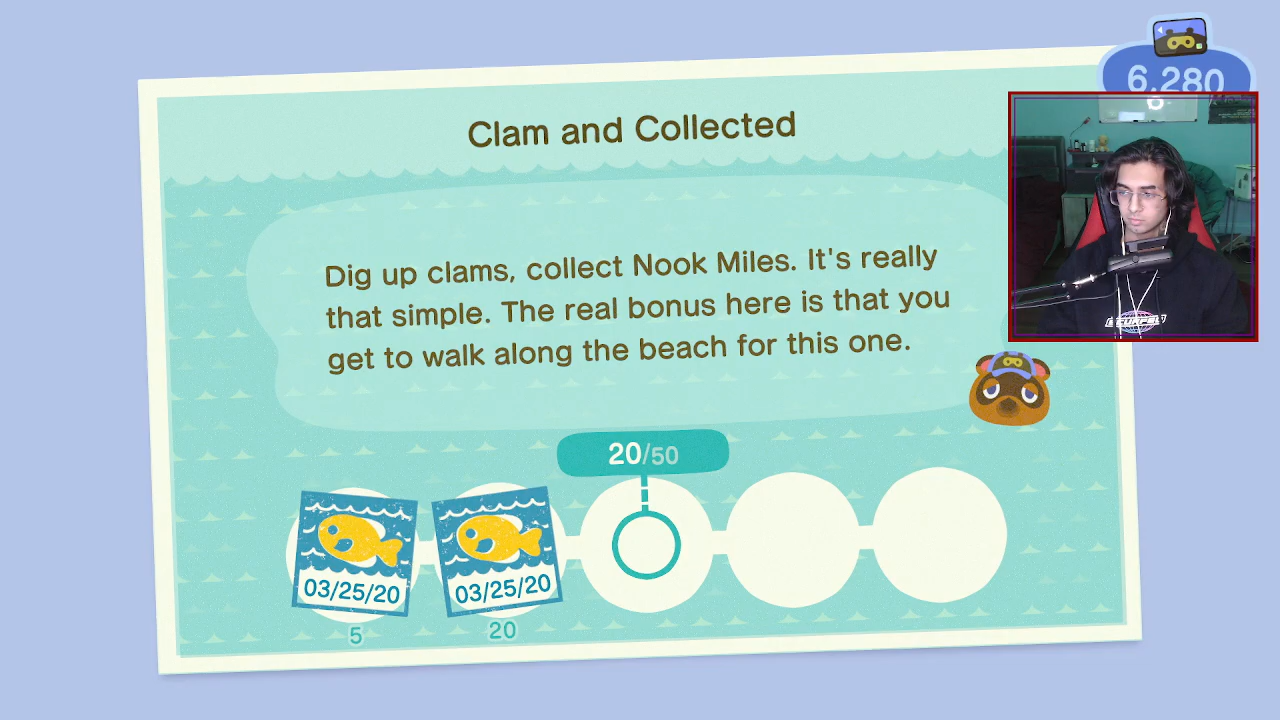 6,280
Clam and Collected
Dig up clams, collect Nook Miles. It's really
that simple. The real bonus here is that you
get to walk along the beach for this one.
20/50
03/25/20
03/25/20
5
20